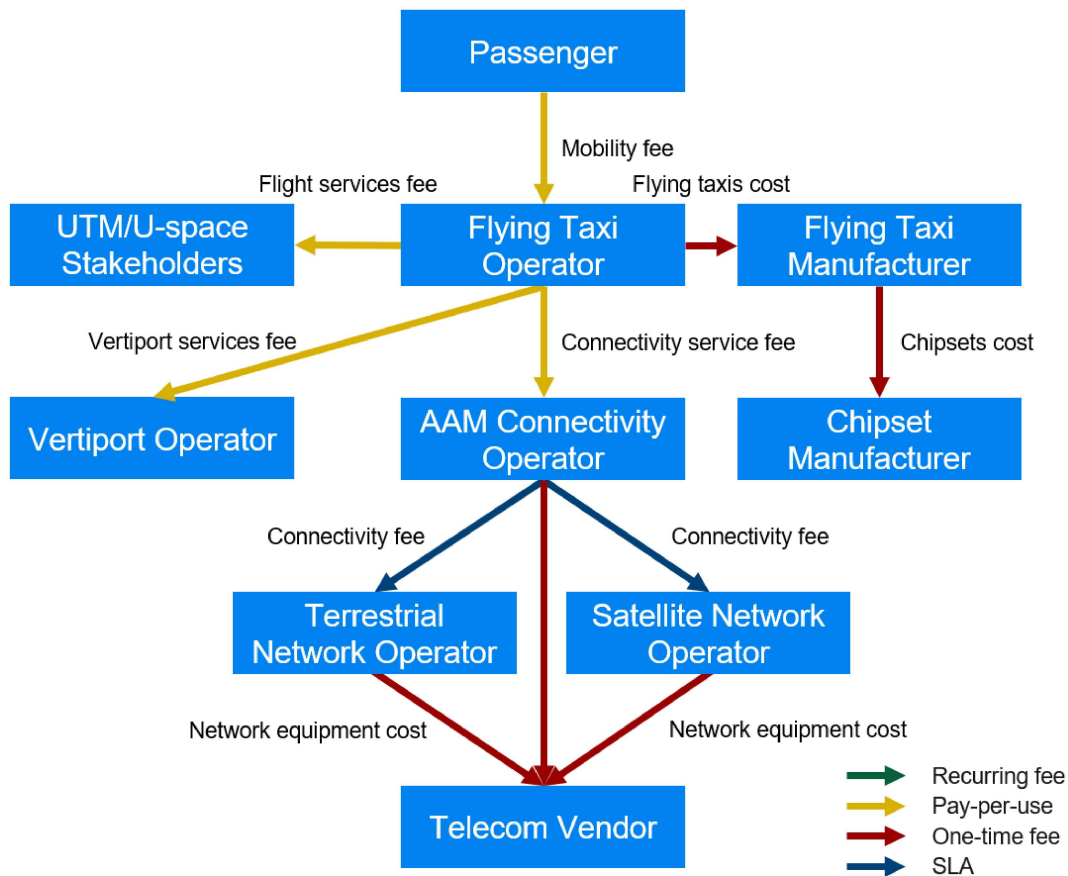 Passenger
Mobility fee
Flight services fee
Flying taxis cost
UTM/U-space
Stakeholders
Flying Taxi
Operator
Flying Taxi
Manufacturer
Vertiport services fee
Connectivity service fee
Chipsets cost
Vertiport Operator
AAM Connectivity
Operator
Chipset
Manufacturer
Connectivity fee
Connectivity fee
Terrestrial
Network Operator
Satellite Network
Operator
Network equipment cost
Network equipment cost
Telecom Vendor
Recurring fee
Pay-per-use
One-time fee
SLA